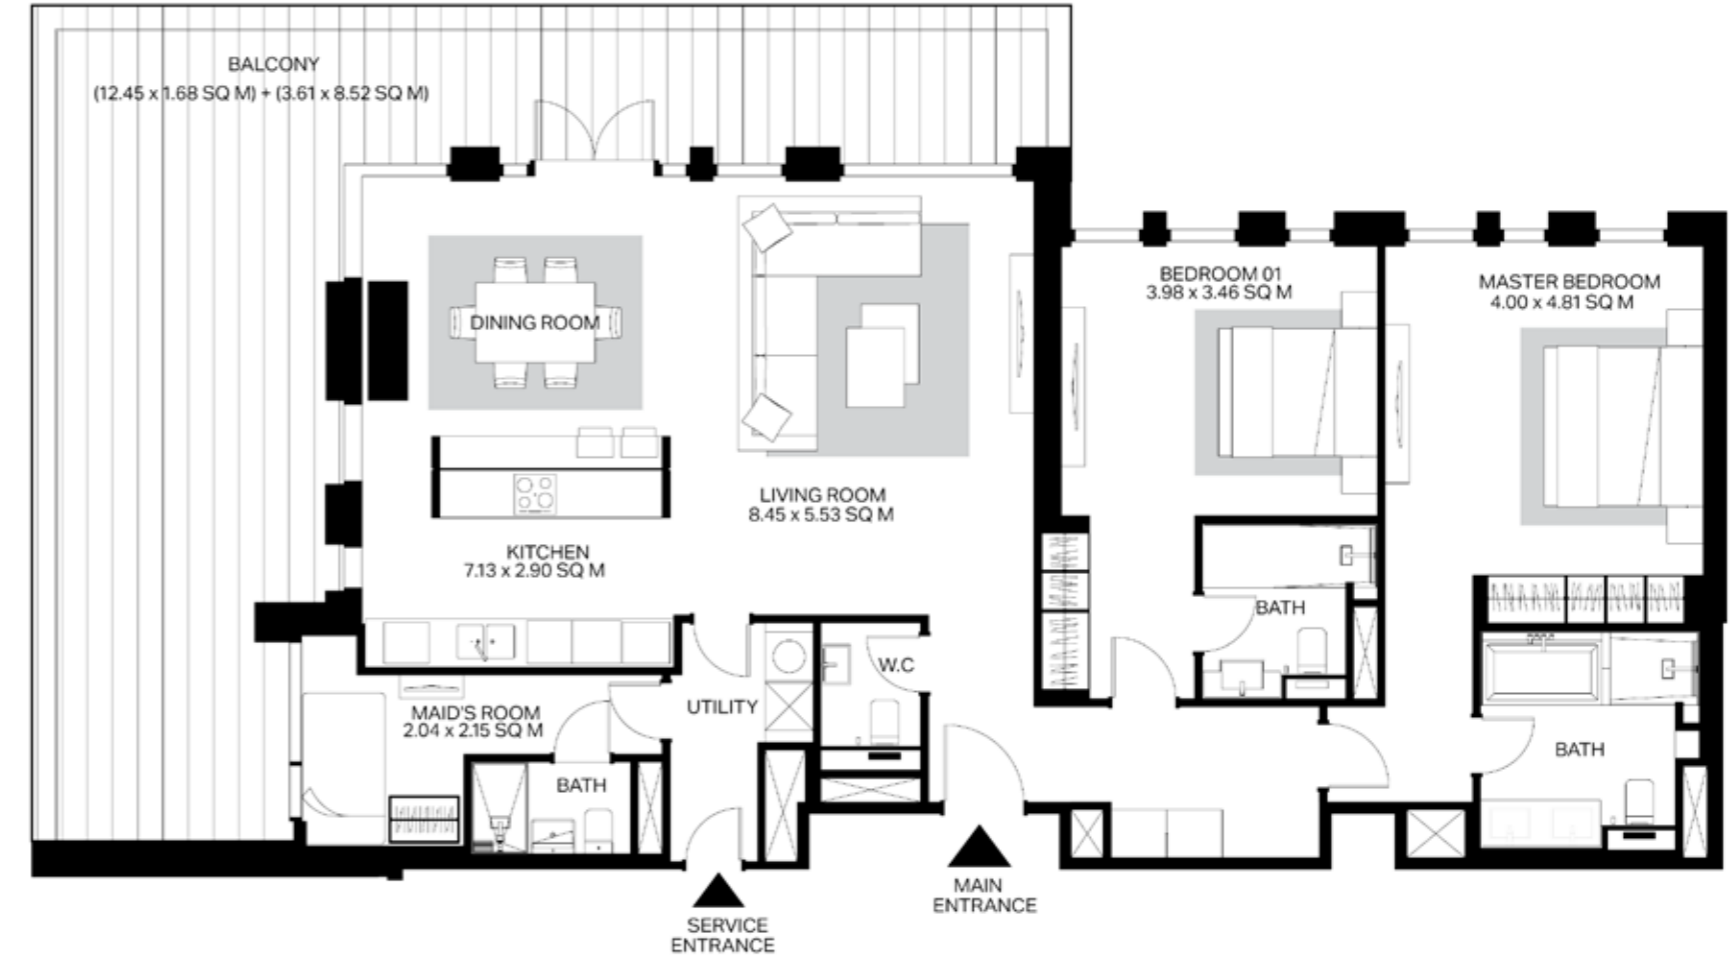 BALCONY
(12.45 x 1.68 SQ M) + (3.61 x 8.52 SQ M)
BEDROOM 01
3.98 x 3.46 SQ M
MASTER BEDROOM
4.00 x 4.81 SQ M
DINING ROOM
LIVING ROOM
8.45 x 5.53 SQ M
KITCHEN
7.13 x 2.90 SQ M
BATH
W.C
UTILITY
MAID'S ROOM
2.04 x 2.15 SQ M
BATH
BATH
MAIN
ENTRANCE
SERVICE
ENTRANCE